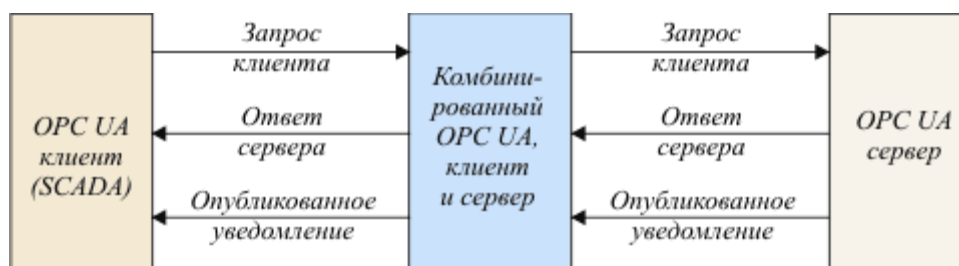 OPC UA
клиент
(SCADA)
Запрос
клиента
Ответ
сервера
Опубликованное
уведомление
Комбини-
рованный
OPC UA,
клиент
и сервер
Запрос
клиента
Ответ
сервера
Опубликованное
уведомление
OPC UA
сервер